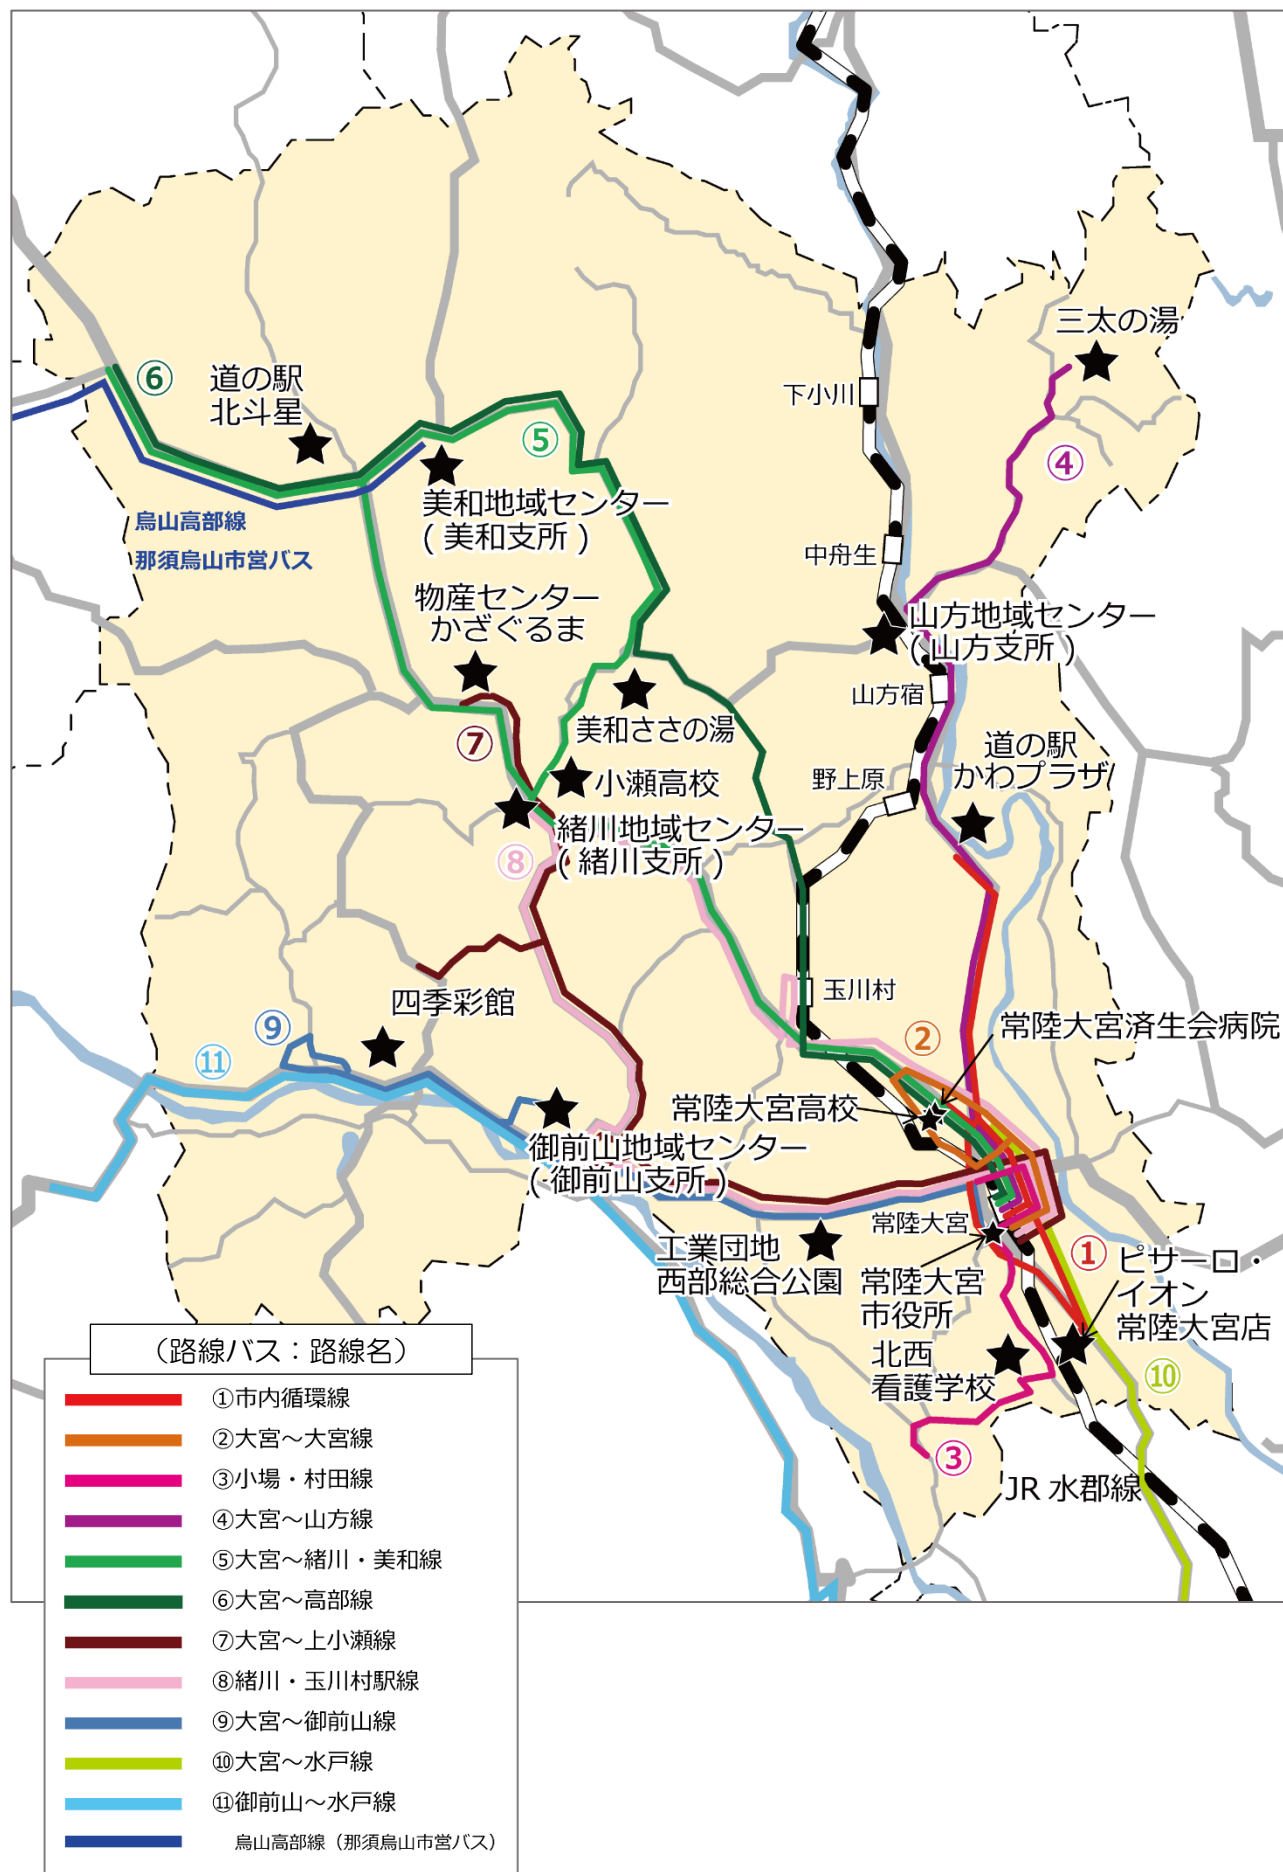 三太の湯
⑥
道の駅
北斗星
下小川
⑤
④
美和地域センター
(美和支所)
烏山高部線
那須烏山市営バス
中舟生
物産センター
かざぐるま
山方地域センター
(山方支所)
山方宿
美和ささの湯
⑦
道の駅
かわプラザ
小瀬高校
野上原
緒川地域センター
(緒川支所)
⑧
四季彩館
玉川村
常陸大宮済生会病院
⑨
②
⑪
常陸大宮高校
御前山地域センター
(御前山支所)
常陸大宮
工業団地
西部総合公園
常陸大宮
市役所
①
ピサーロ・
イオン
常陸大宮店
北西
看護学校
⑩
③
JR 水郡線
(路線バス：路線名)
①市内循環線
②大宮～大宮線
③小場・村田線
④大宮～山方線
⑤大宮～緒川・美和線
⑥大宮～高部線
⑦大宮～上小瀬線
⑧緒川・玉川村駅線
⑨大宮～御前山線
⑩大宮～水戸線
⑪御前山～水戸線
烏山高部線（那須烏山市営バス）